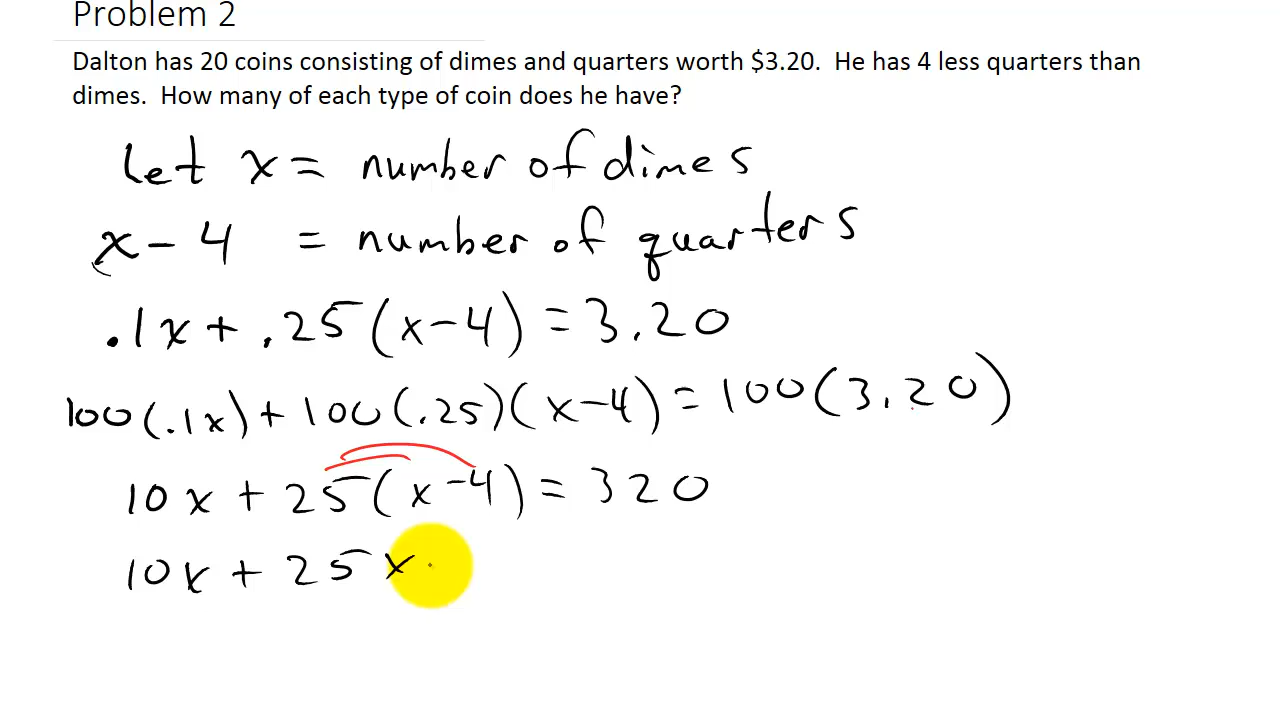 Problem 2
Dalton has 20 coins consisting of dimes and quarters worth $3.20. He has 4 less quarters than
dimes. How many of each type of coin does he have?
Let x = number of dimes
x - 4 = number of quarters
.1x + .25(x-4) = 3.20
100(.1x) + 100(.25)(x-4) = 100(3.20)
10x + 25(x-4) = 320
10x + 25x